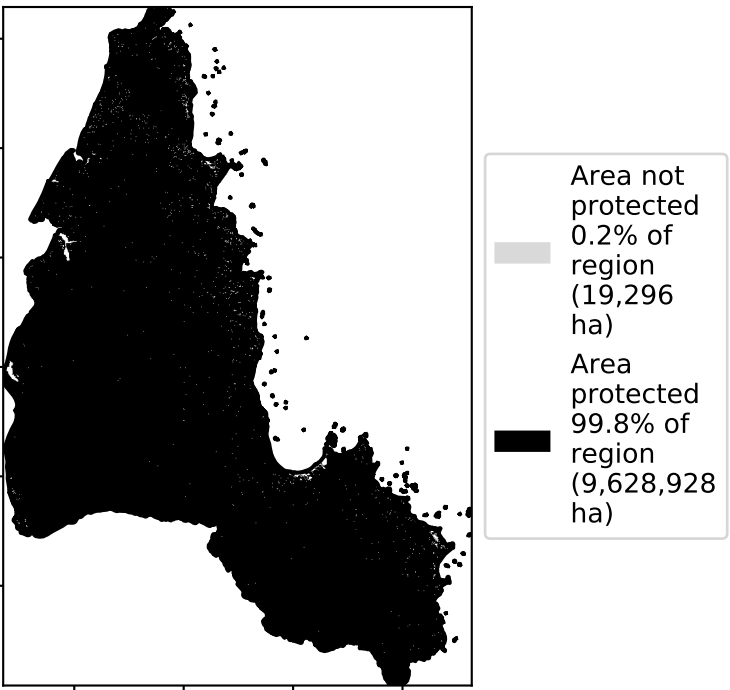 Area not
protected
0.2% of
region
(19,296
ha)
Area
protected
99.8% of
region
(9,628,928
ha)